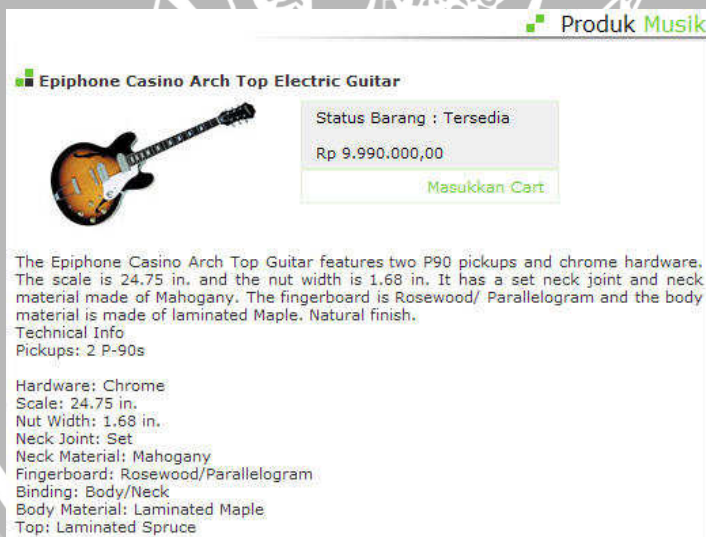 Produk Musik
Epiphone Casino Arch Top Electric Guitar
Status Barang : Tersedia
Rp 9.990.000,00
Masukkan Cart
The Epiphone Casino Arch Top Guitar features two P90 pickups and chrome hardware.
The scale is 24.75 in. and the nut width is 1.68 in. It has a set neck joint and neck
material made of Mahogany. The fingerboard is Rosewood/ Parallelogram and the body
material is made of laminated Maple. Natural finish.
Technical Info
Pickups: 2 P-90s
Hardware: Chrome
Scale: 24.75 in.
Nut Width: 1.68 in.
Neck Joint: Set
Neck Material: Mahogany
Fingerboard: Rosewood/Parallelogram
Binding: Body/Neck
Body Material: Laminated Maple
Top: Laminated Spruce